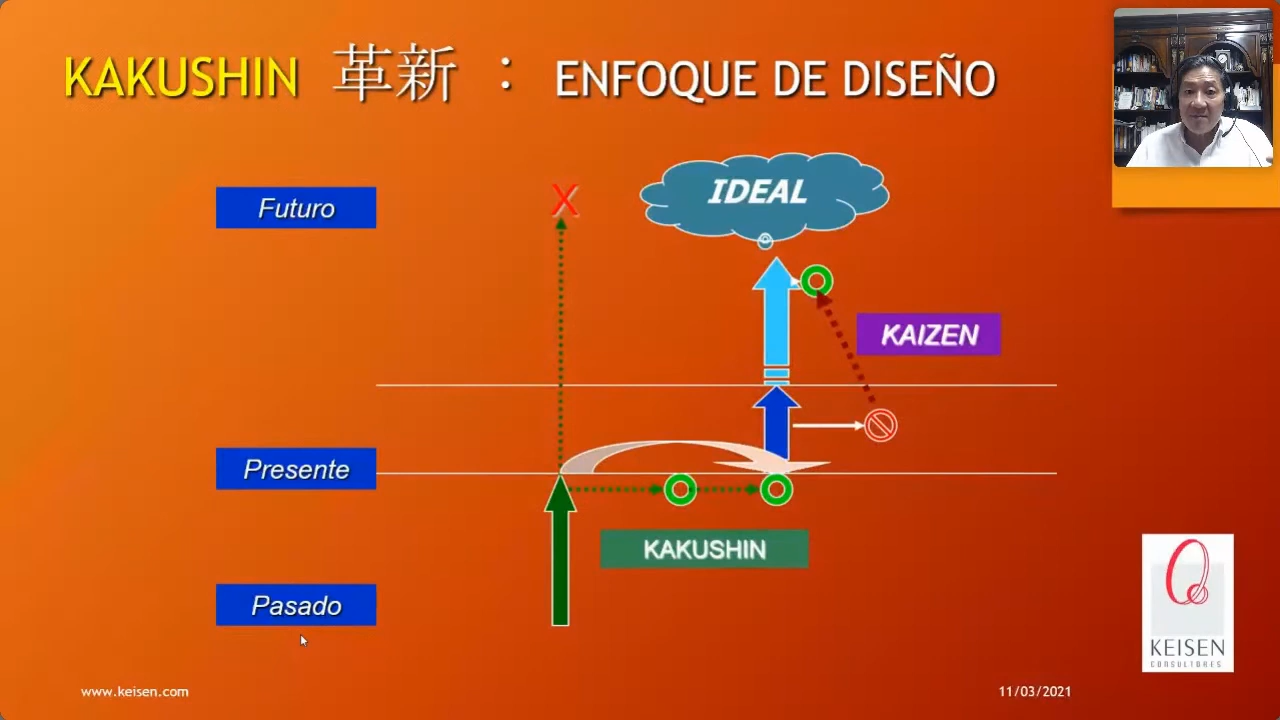 KAKUSHIN 革新 : ENFOQUE DE DISEÑO
Futuro
X
IDEAL
KAIZEN
Presente
KAKUSHIN
Pasado
KEISEN
CONSULTORES
www.keisen.com
11/03/2021